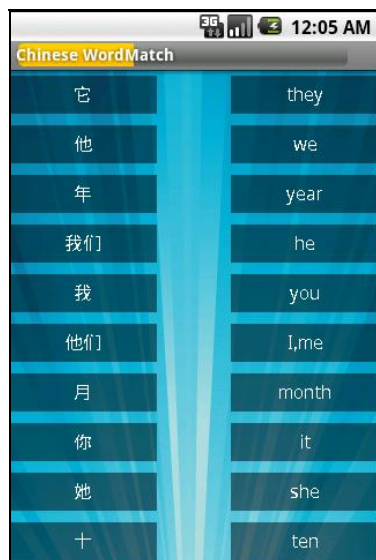 3G 12:05 AM
Chinese WordMatch
它 they
他 we
年 year
我们 he
我 you
他们 I,me
月 month
你 it
她 she
十 ten